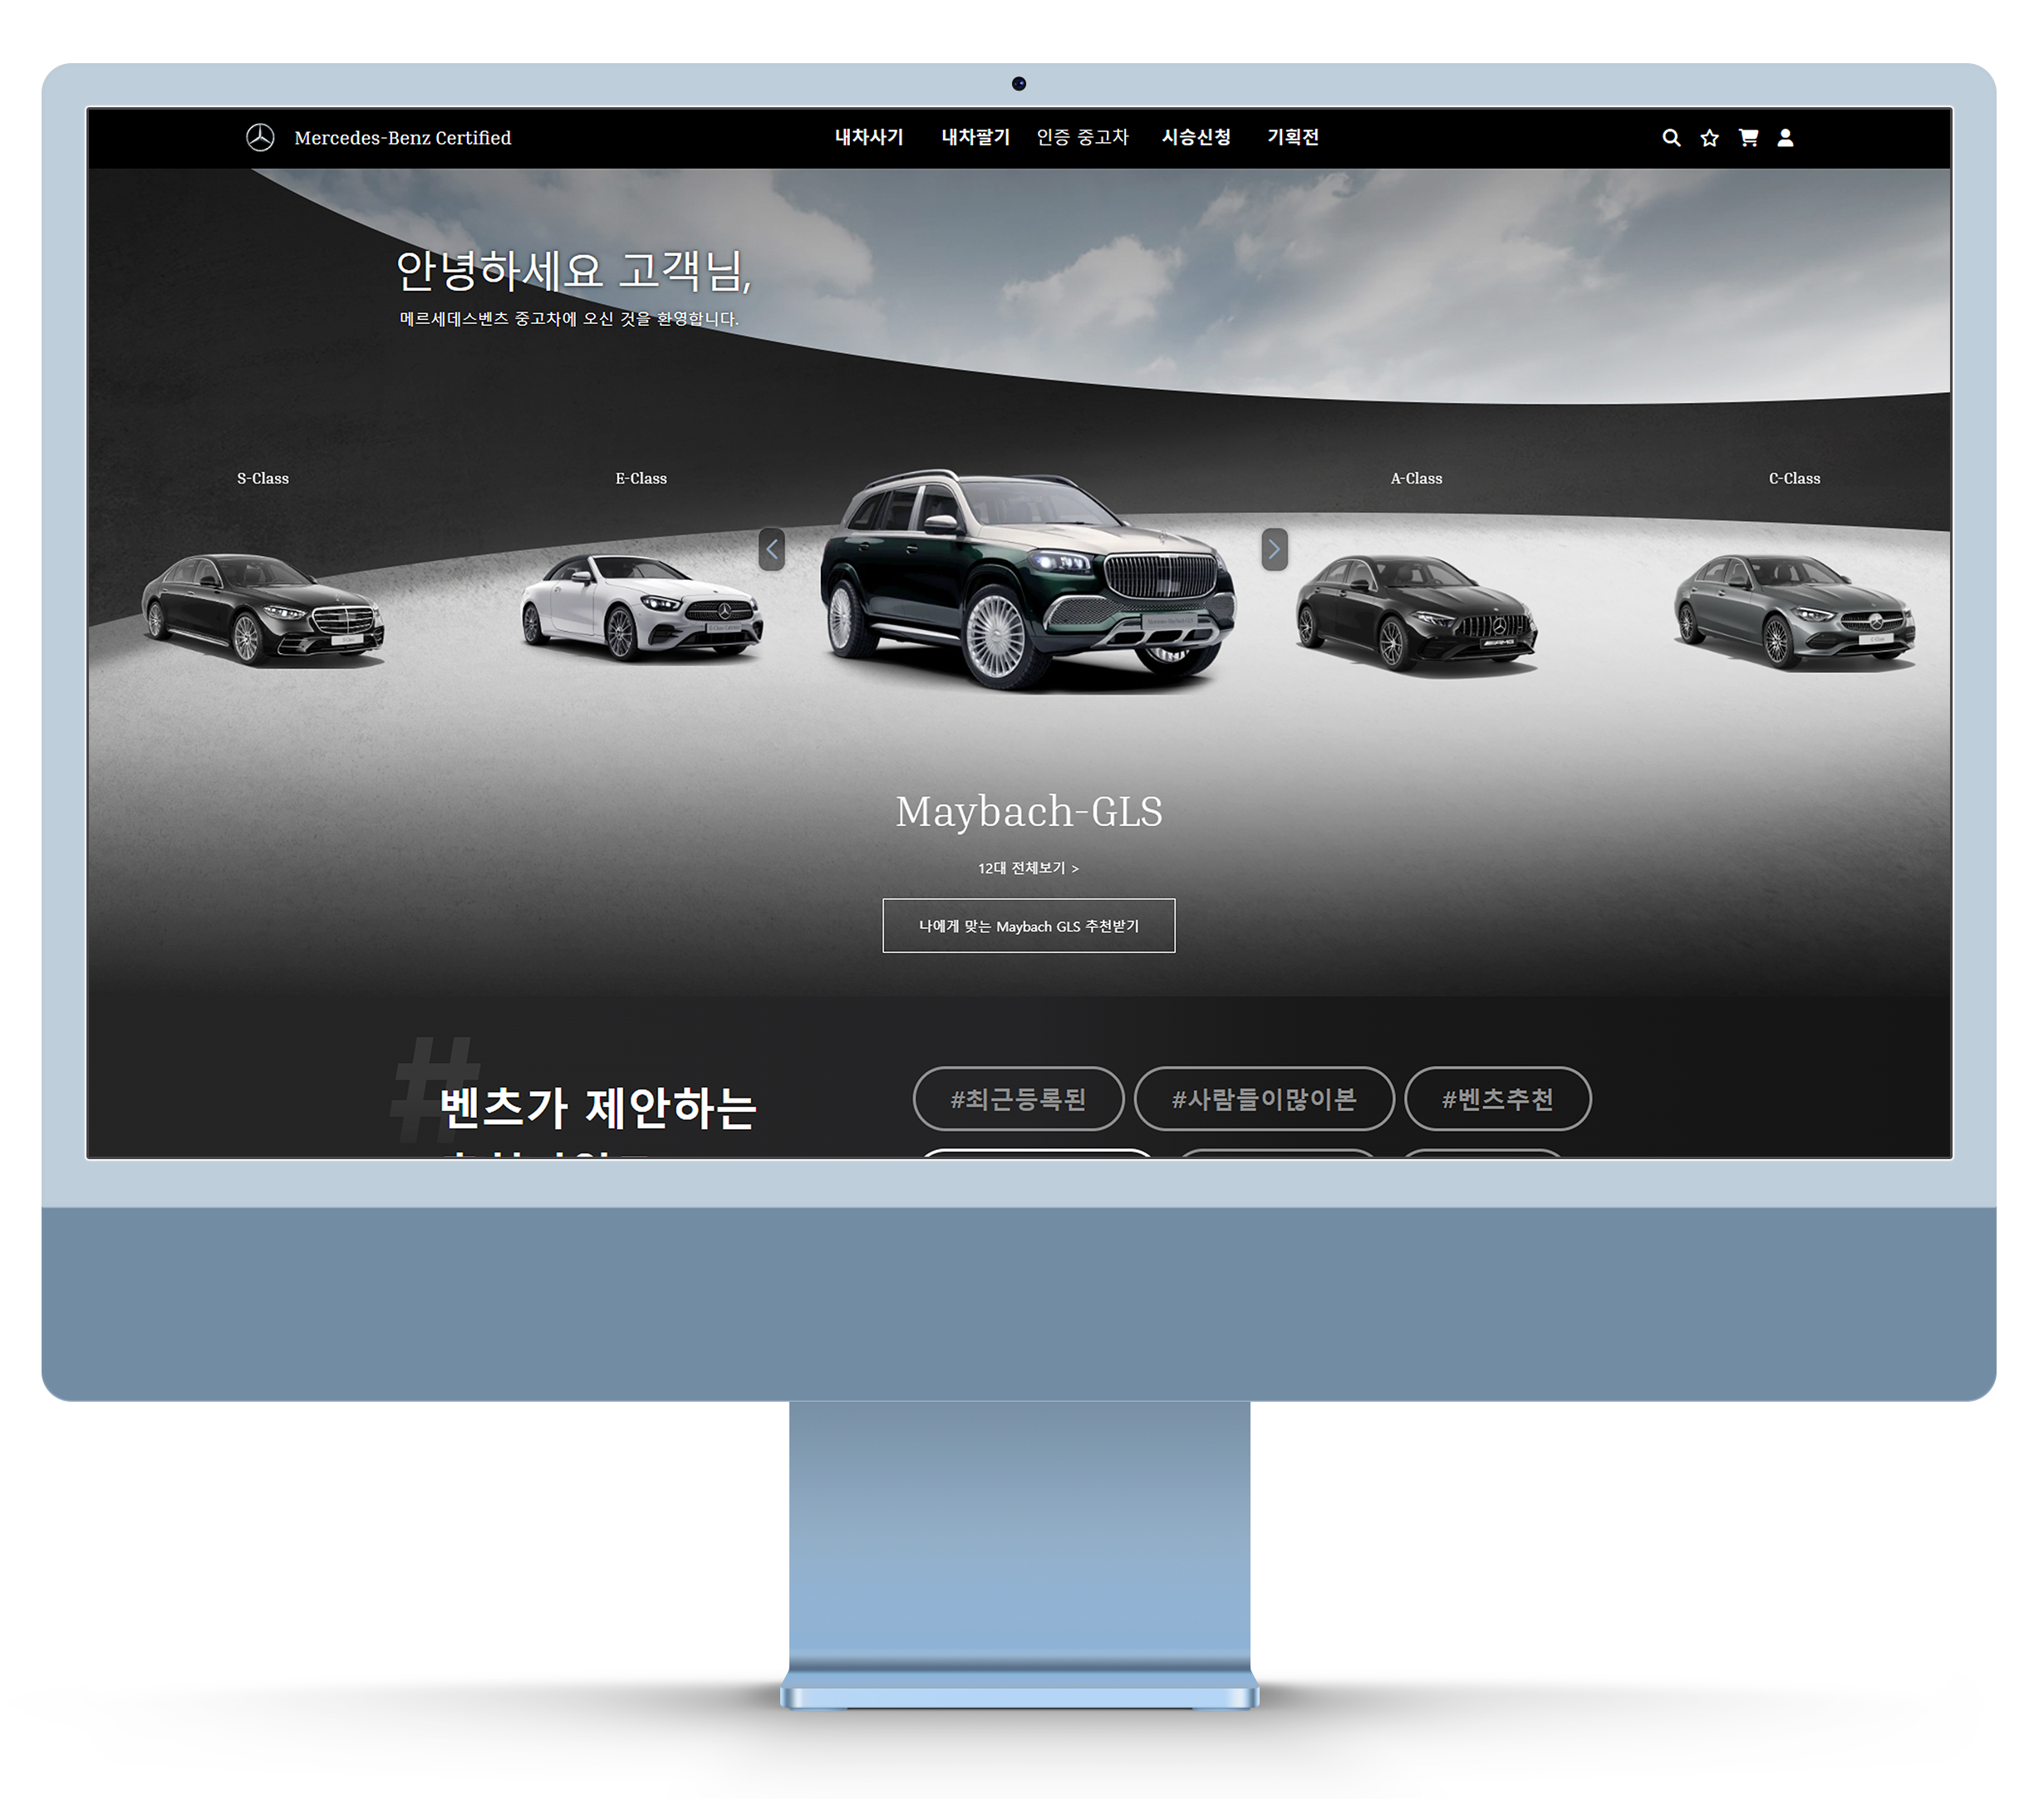 Mercedes-Benz Certified
내차사기 내차팔기 인증 중고차 시승신청 기획전
안녕하세요 고객님,
메르세데스벤츠 중고차에 오신 것을 환영합니다.
S-Class E-Class A-Class C-Class
Maybach-GLS
12대 전체보기 >
나에게 맞는 Maybach GLS 추천받기
#
벤츠가 제안하는
#최근등록된 #사람들이많이본 #벤츠추천